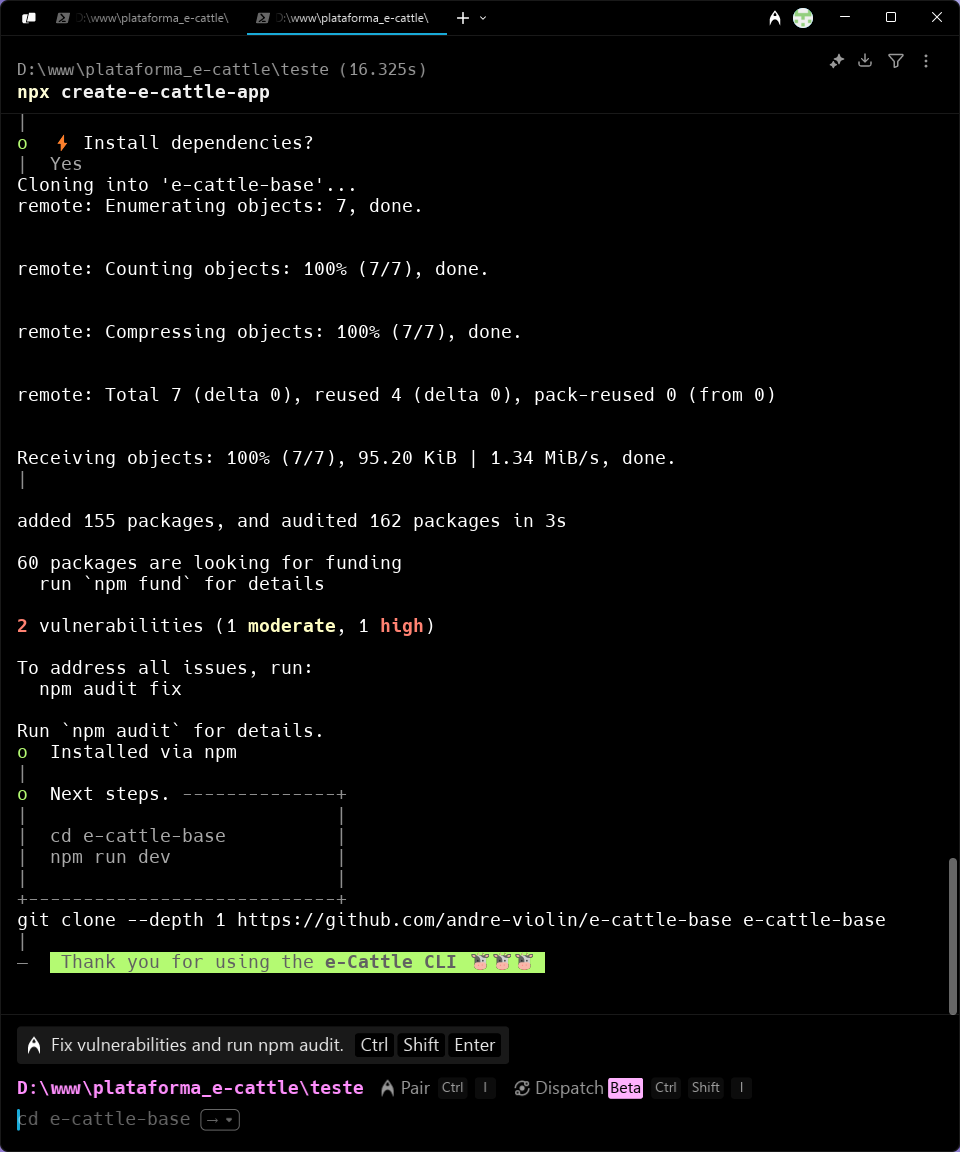 :\www\plataforma_e-cattle\ :\www\plataforma_e-cattle\
D:\www\plataforma_e-cattle\teste (16.325s)
npx create-e-cattle-app
|
o  ⚡ Install dependencies?
|  Yes
Cloning into 'e-cattle-base'...
remote: Enumerating objects: 7, done.
remote: Counting objects: 100% (7/7), done.
remote: Compressing objects: 100% (7/7), done.
remote: Total 7 (delta 0), reused 4 (delta 0), pack-reused 0 (from 0)
Receiving objects: 100% (7/7), 95.20 KiB | 1.34 MiB/s, done.
|
added 155 packages, and audited 162 packages in 3s
60 packages are looking for funding
  run `npm fund` for details
2 vulnerabilities (1 moderate, 1 high)
To address all issues, run:
  npm audit fix
Run `npm audit` for details.
o  Installed via npm
|
o  Next steps. --------------+
|                            |
|  cd e-cattle-base          |
|  npm run dev               |
|                            |
+----------------------------+
git clone --depth 1 https://github.com/andre-violin/e-cattle-base e-cattle-base
|
—  Thank you for using the e-Cattle CLI 🐮🐮🐮
Fix vulnerabilities and run npm audit. Ctrl Shift Enter
D:\www\plataforma_e-cattle\teste Pair Ctrl I Dispatch Beta Ctrl Shift I
cd e-cattle-base →